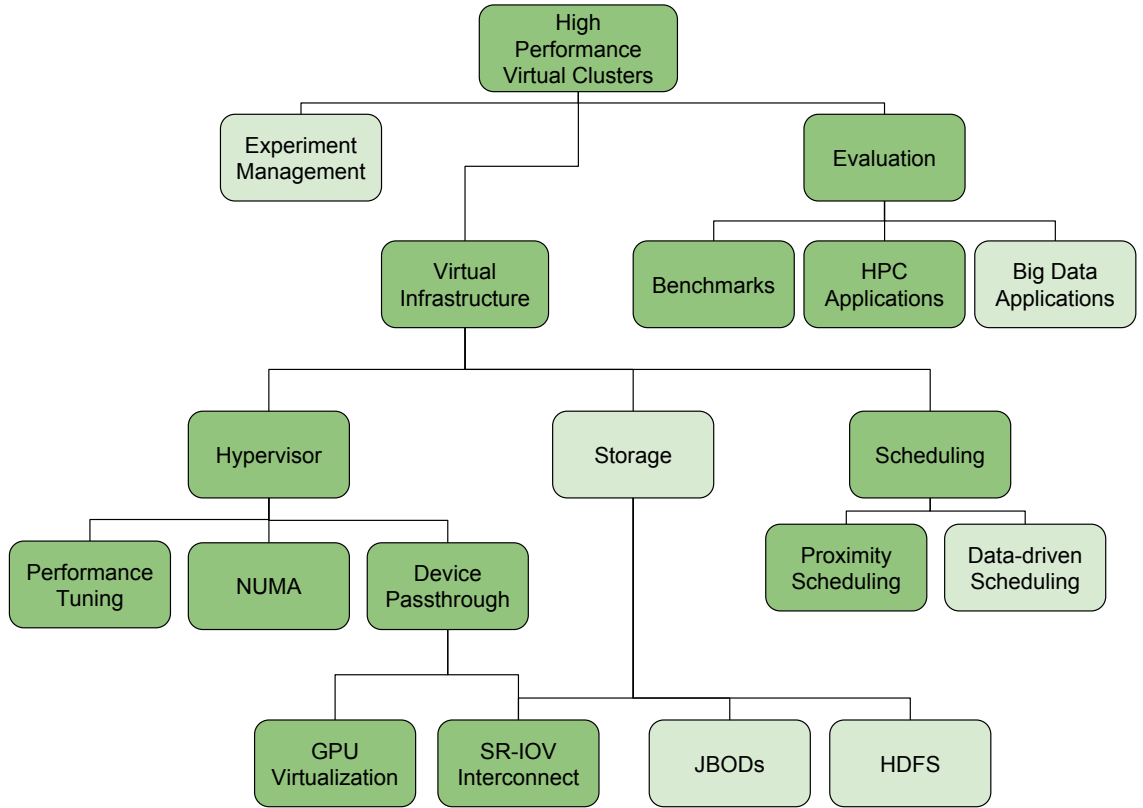 High
Performance
Virtual Clusters
Experiment
Management
Evaluation
Virtual
Infrastructure
Benchmarks
HPC
Applications
Big Data
Applications
Hypervisor
Storage
Scheduling
Performance
Tuning
NUMA
Device
Passthrough
Proximity
Scheduling
Data-driven
Scheduling
GPU
Virtualization
SR-IOV
Interconnect
JBODs
HDFS